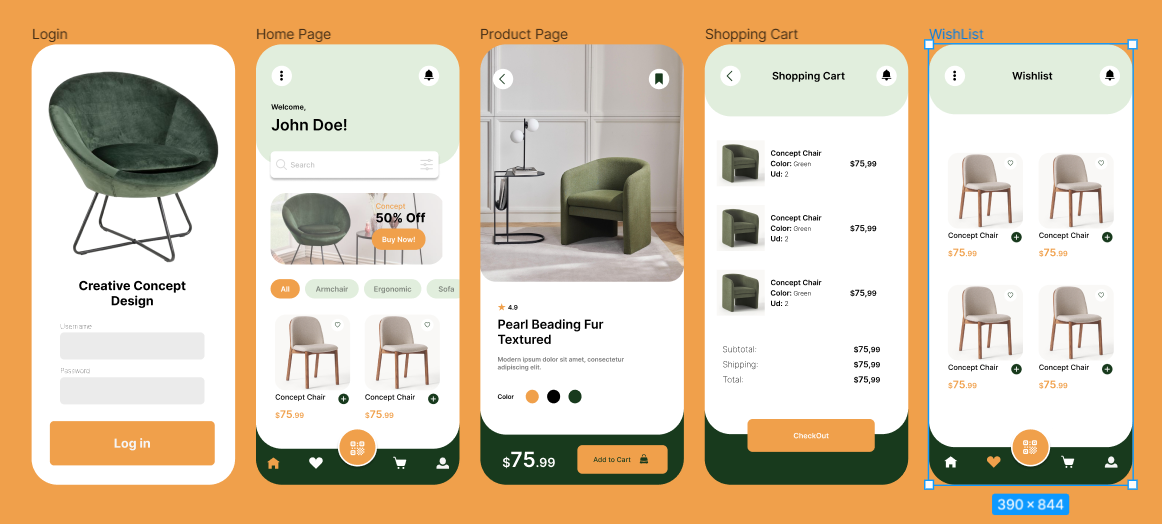 Login
Creative Concept
Design
Username
Password
Log in
Home Page
Welcome,
John Doe!
Search
Concept
50% Off
Buy Now!
All
Armchair
Ergonomic
Sofa
Concept Chair
$75.99
Concept Chair
$75.99
Product Page
4.9
Pearl Beading Fur
Textured
Modern ipsum dolor sit amet, consectetur
adipiscing elit.
Color
$75.99
Add to Cart
Shopping Cart
Shopping Cart
Concept Chair
Color: Green
Ud: 2
$75,99
Concept Chair
Color: Green
Ud: 2
$75,99
Concept Chair
Color: Green
Ud: 2
$75,99
Subtotal:
$75,99
Shipping:
$75,99
Total:
$75,99
CheckOut
WishList
Wishlist
Concept Chair
$75.99
Concept Chair
$75.99
Concept Chair
$75.99
Concept Chair
$75.99
390 × 844